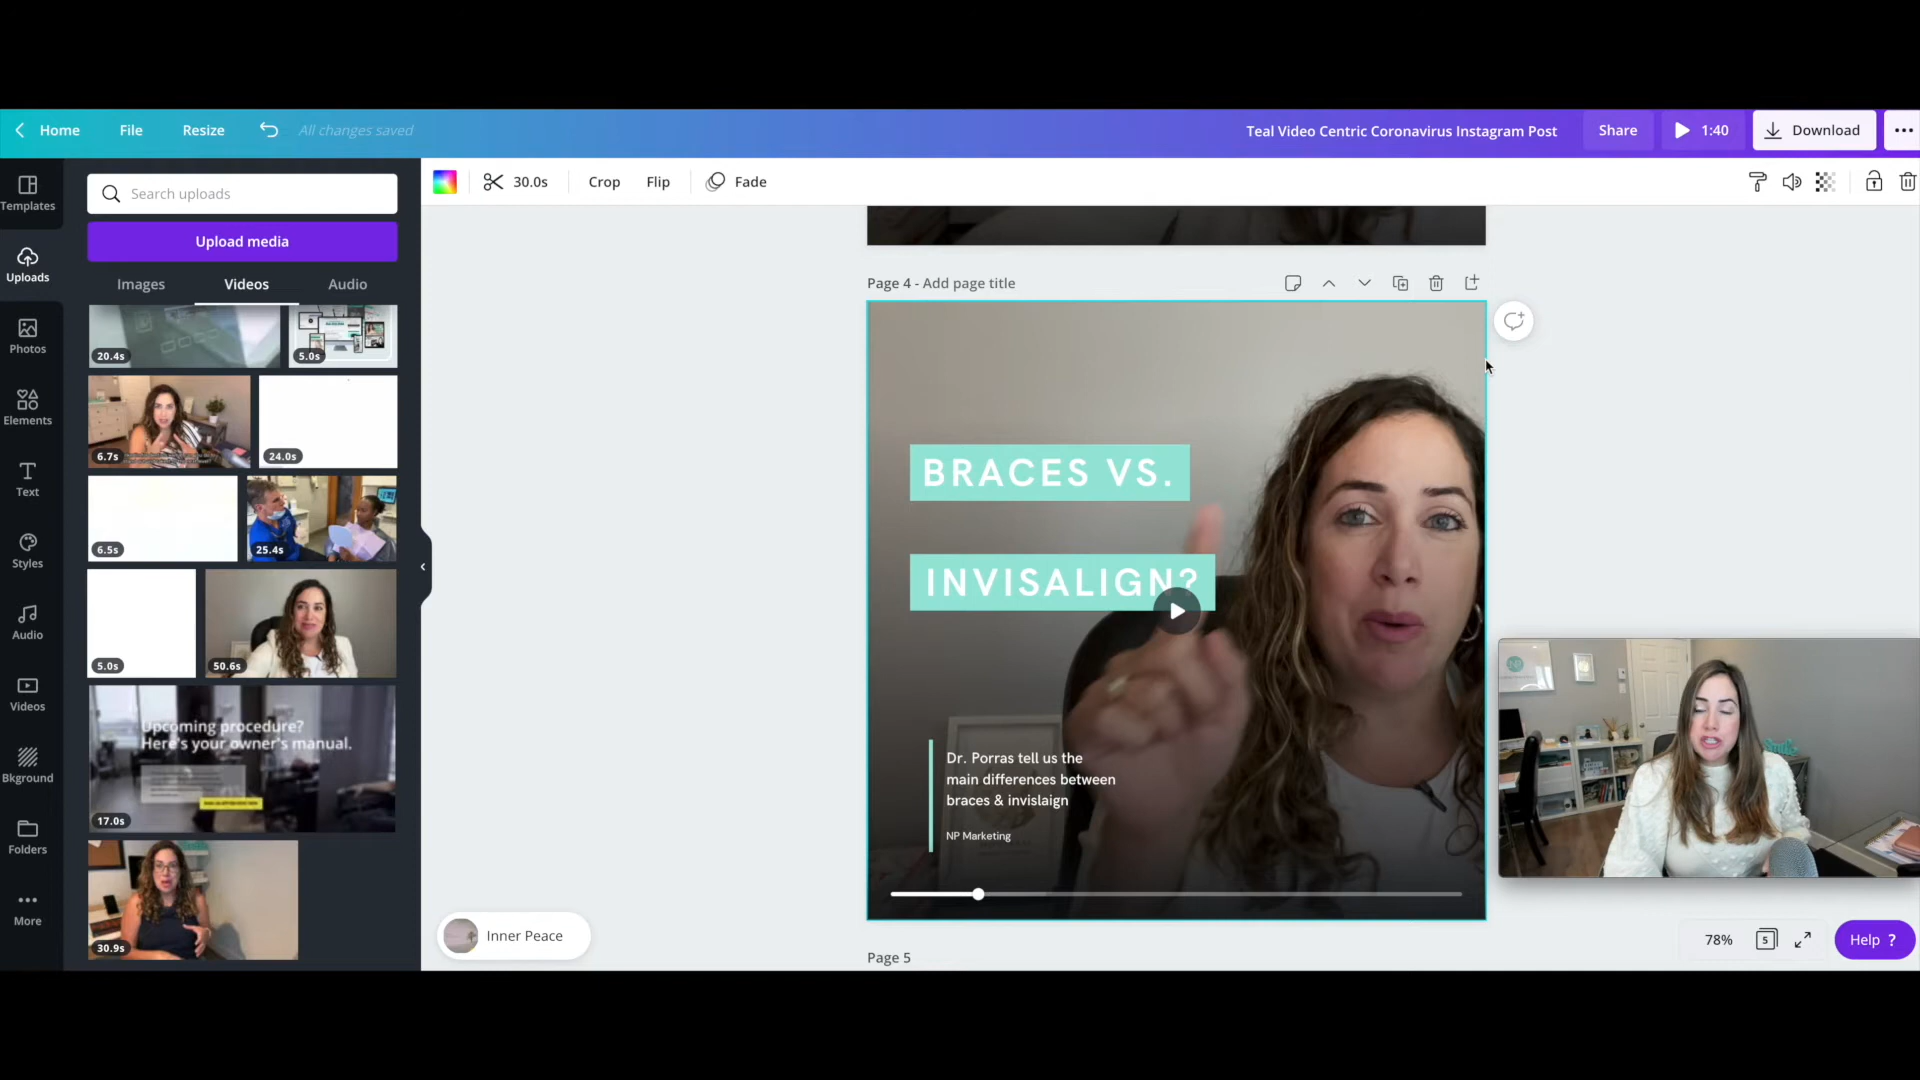 Home
File
Resize
All changes saved
Teal Video Centric Coronavirus Instagram Post
Share
1:40
Download
Templates
Uploads
Photos
Elements
Text
Styles
Audio
Videos
Bkground
Folders
More
Search uploads
Upload media
Images
Videos
Audio
20.4s
5.0s
6.7s
24.0s
6.5s
25.4s
5.0s
50.6s
Upcoming procedure?
Here's your owner's manual.
17.0s
30.9s
30.0s
Crop
Flip
Fade
Page 4 - Add page title
BRACES VS.
INVISALIGN?
Dr. Porras tell us the
main differences between
braces & invislaign
NP Marketing
Inner Peace
Page 5
78%
5
Help ?